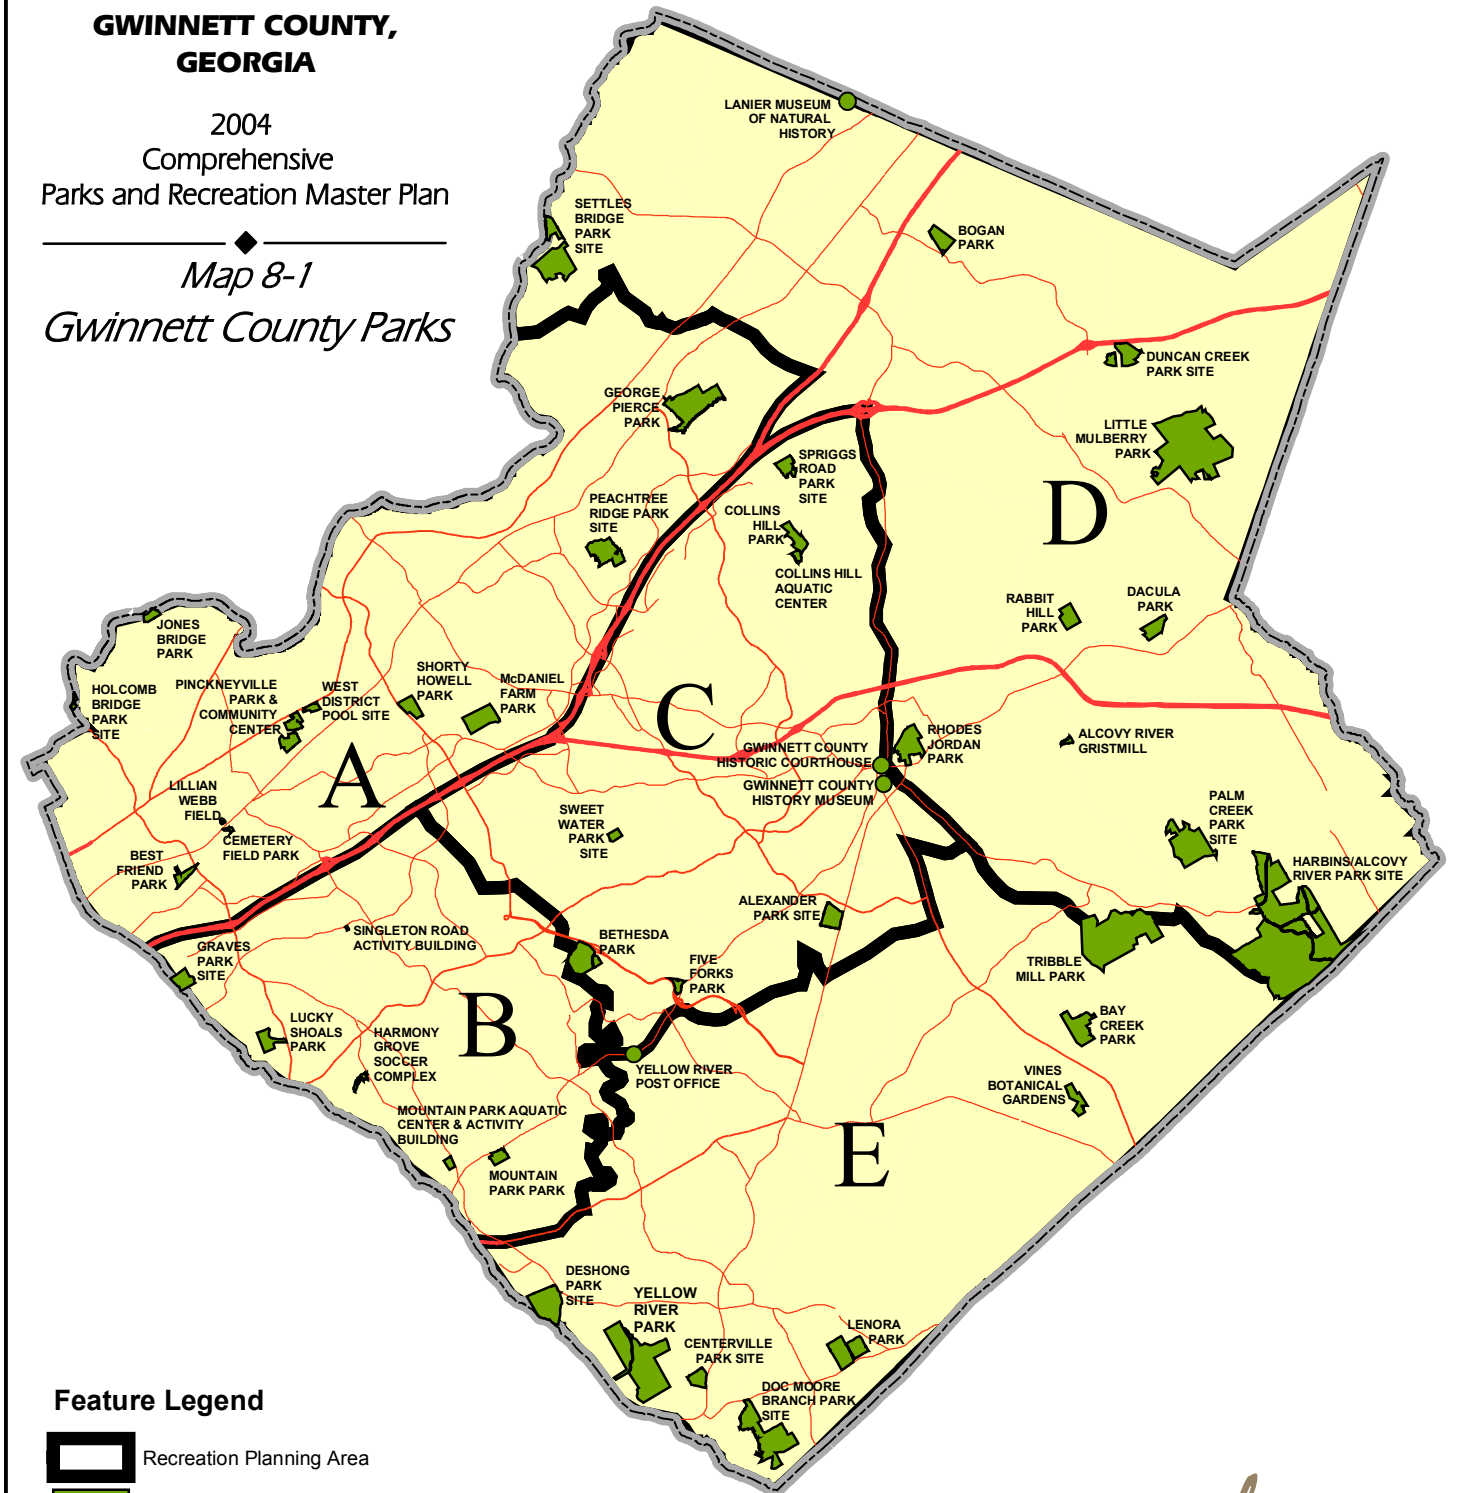 GWINNETT COUNTY,
GEORGIA
2004
Comprehensive
Parks and Recreation Master Plan
Map 8-1
Gwinnett County Parks
LANIER MUSEUM
OF NATURAL
HISTORY
SETTLES
BRIDGE
PARK
SITE
BOGAN
PARK
DUNCAN CREEK
PARK SITE
GEORGE
PIERCE
PARK
LITTLE
MULBERRY
PARK
SPRIGGS
ROAD
PARK
SITE
D
PEACHTREE
RIDGE PARK
SITE
COLLINS
HILL
PARK
COLLINS HILL
AQUATIC
CENTER
RABBIT
HILL
PARK
DACULA
PARK
JONES
BRIDGE
PARK
HOLCOMB
BRIDGE
PARK
SITE
PINCKNEYVILLE
PARK &
COMMUNITY
CENTER
WEST
DISTRICT
POOL SITE
SHORTY
HOWELL
PARK
McDANIEL
FARM
PARK
C
A
GWINNETT COUNTY
HISTORIC COURTHOUSE
RHODES
JORDAN
PARK
GWINNETT COUNTY
HISTORY MUSEUM
ALCOVY RIVER
GRISTMILL
LILLIAN
WEBB
FIELD
CEMETERY
FIELD PARK
BEST
FRIEND
PARK
SWEET
WATER
PARK
SITE
PALM
CREEK
PARK
SITE
HARBINS/ALCOVY
RIVER PARK SITE
ALEXANDER
PARK SITE
SINGLETON ROAD
ACTIVITY BUILDING
GRAVES
PARK
SITE
BETHESDA
PARK
FIVE
FORKS
PARK
TRIBBLE
MILL PARK
B
LUCKY
SHOALS
PARK
HARMONY
GROVE
SOCCER
COMPLEX
BAY
CREEK
PARK
YELLOW RIVER
POST OFFICE
VINES
BOTANICAL
GARDENS
MOUNTAIN PARK AQUATIC
CENTER & ACTIVITY
BUILDING
MOUNTAIN
PARK PARK
E
DESHONG
PARK
SITE
YELLOW
RIVER
PARK
CENTERVILLE
PARK SITE
LENORA
PARK
DOC MOORE
BRANCH PARK
SITE
Feature Legend
Recreation Planning Area